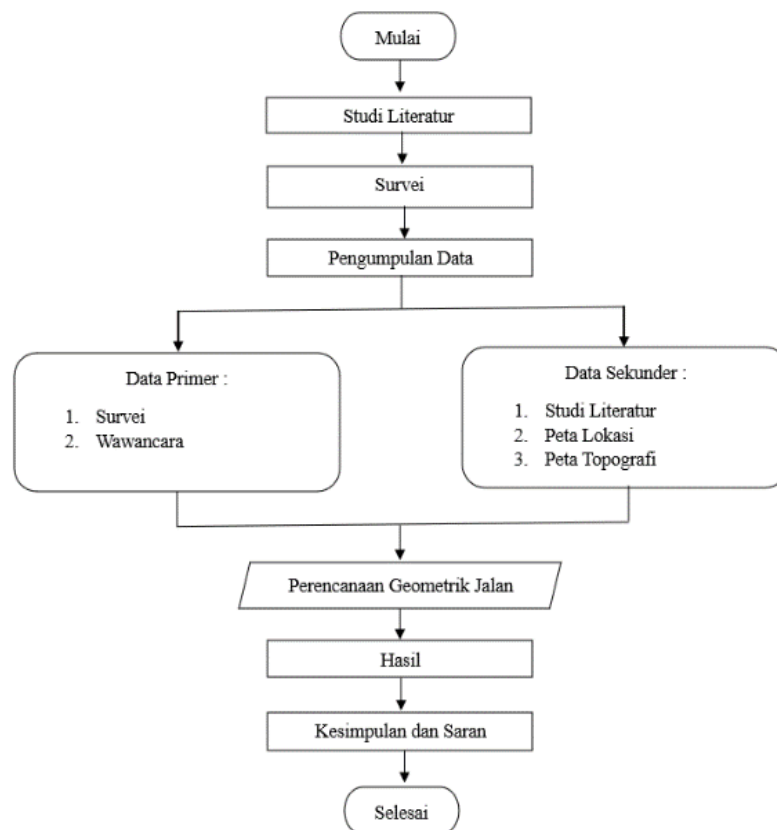 Mulai
Studi Literatur
Survei
Pengumpulan Data
Data Primer :
1. Survei
2. Wawancara
Data Sekunder :
1. Studi Literatur
2. Peta Lokasi
3. Peta Topografi
Perencanaan Geometrik Jalan
Hasil
Kesimpulan dan Saran
Selesai